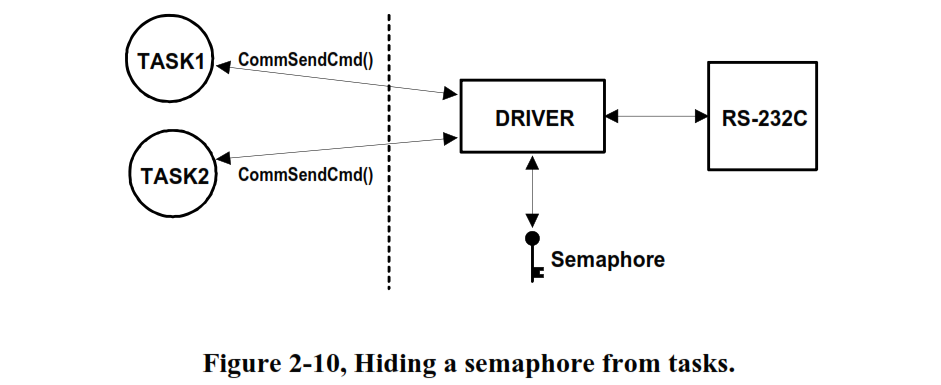 TASK1
CommSendCmd()
DRIVER
RS-232C
TASK2
CommSendCmd()
Semaphore
Figure 2-10, Hiding a semaphore from tasks.